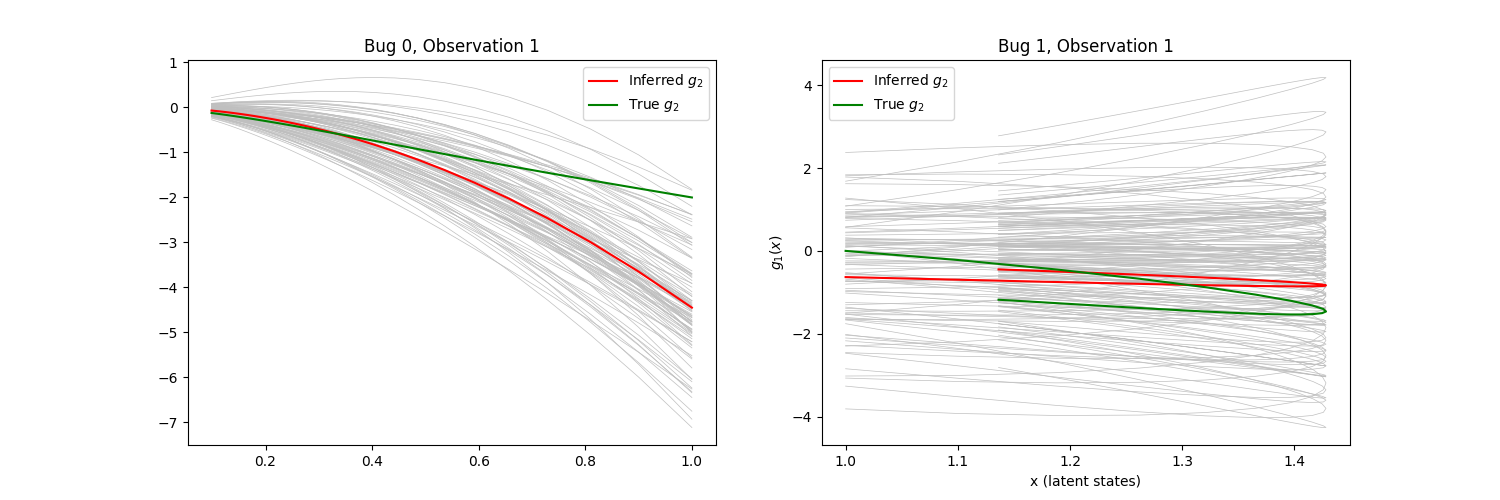 Bug 0, Observation 1
Inferred g₂
True g₂
1
0
−1
−2
−3
−4
−5
−6
−7
0.2 0.4 0.6 0.8 1.0
Bug 1, Observation 1
Inferred g₂
True g₂
g₁(x)
4
2
0
−2
−4
1.0 1.1 1.2 1.3 1.4
x (latent states)